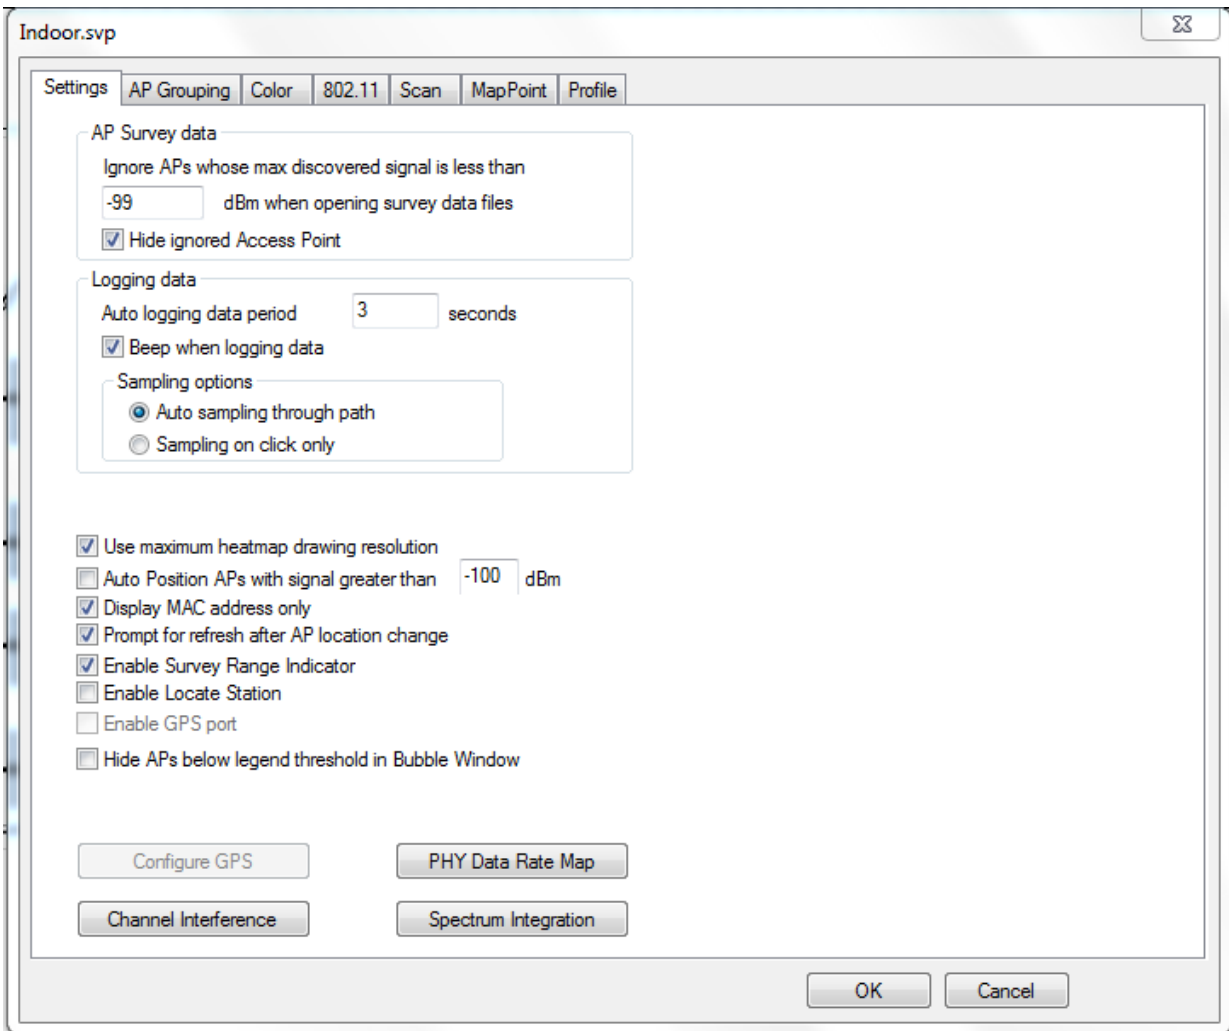 Indoor.svp
Settings AP Grouping Color 802.11 Scan MapPoint Profile
AP Survey data
Ignore APs whose max discovered signal is less than
-99 dBm when opening survey data files
Hide ignored Access Point
Logging data
Auto logging data period 3 seconds
Beep when logging data
Sampling options
Auto sampling through path
Sampling on click only
Use maximum heatmap drawing resolution
Auto Position APs with signal greater than -100 dBm
Display MAC address only
Prompt for refresh after AP location change
Enable Survey Range Indicator
Enable Locate Station
Enable GPS port
Hide APs below legend threshold in Bubble Window
Configure GPS PHY Data Rate Map
Channel Interference Spectrum Integration
OK Cancel